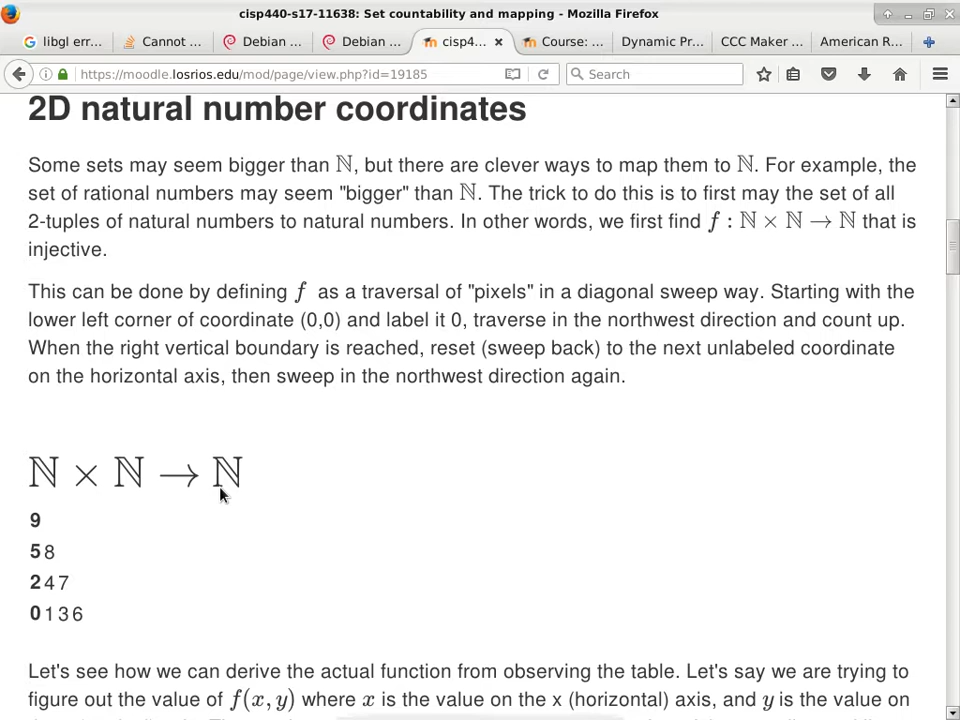 cisp440-s17-11638: Set countability and mapping - Mozilla Firefox
libgl err... Cannot ... Debian ... Debian ... cisp4... Course: ... Dynamic Pr... CCC Maker ... American R...
https://moodle.losrios.edu/mod/page/view.php?id=19185 Search
2D natural number coordinates
Some sets may seem bigger than ℕ, but there are clever ways to map them to ℕ. For example, the
set of rational numbers may seem "bigger" than ℕ. The trick to do this is to first may the set of all
2-tuples of natural numbers to natural numbers. In other words, we first find f : ℕ × ℕ → ℕ that is
injective.
This can be done by defining f as a traversal of "pixels" in a diagonal sweep way. Starting with the
lower left corner of coordinate (0,0) and label it 0, traverse in the northwest direction and count up.
When the right vertical boundary is reached, reset (sweep back) to the next unlabeled coordinate
on the horizontal axis, then sweep in the northwest direction again.
ℕ × ℕ → ℕ
9
5 8
2 4 7
0 1 3 6
Let's see how we can derive the actual function from observing the table. Let's say we are trying to
figure out the value of f(x, y) where x is the value on the x (horizontal) axis, and y is the value on